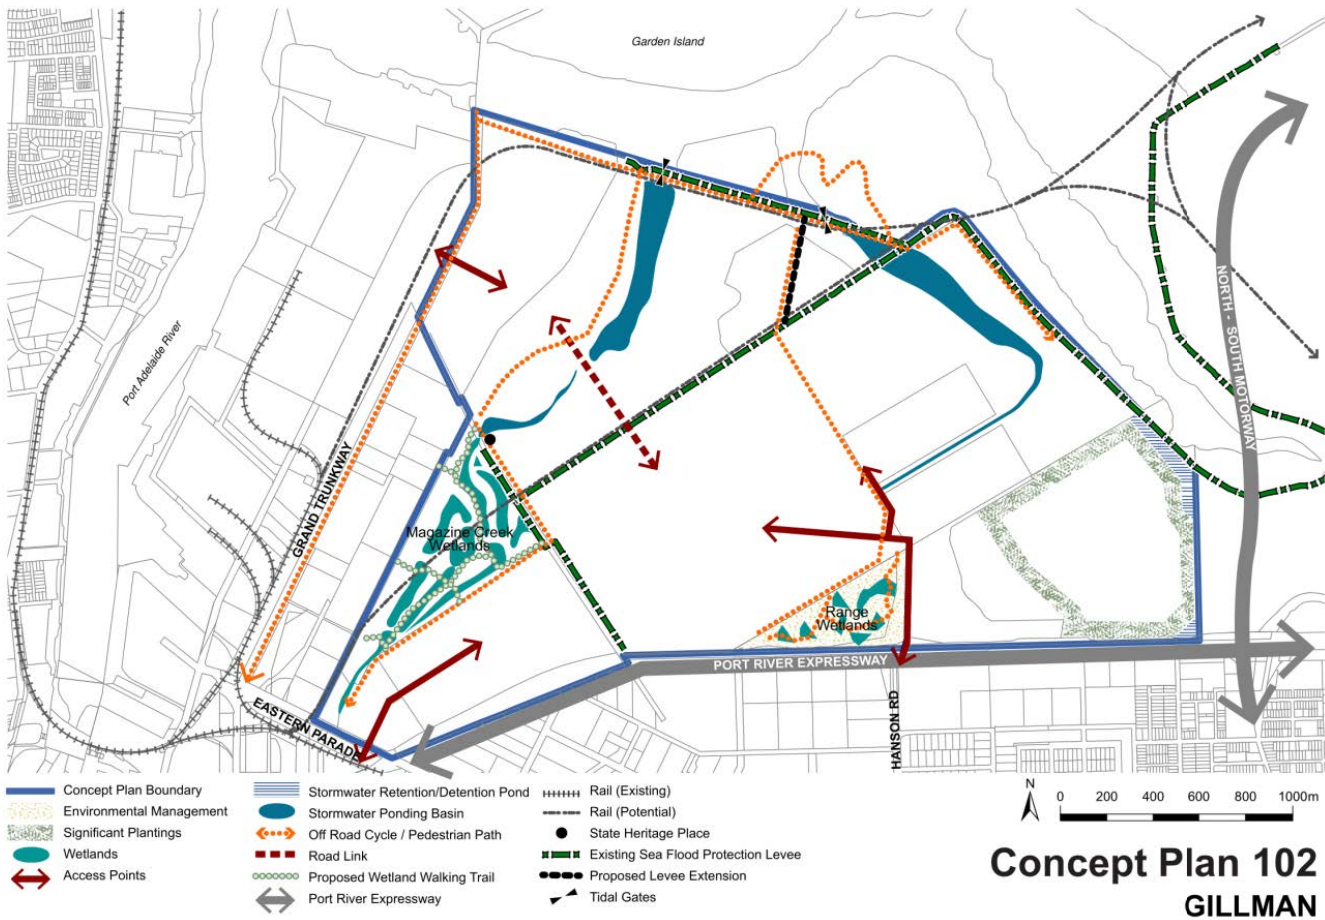 Garden Island
Port Adelaide River
NORTH - SOUTH MOTORWAY
GRAND TRUNKWAY
Magazine Creek
Wetlands
Range
Wetlands
PORT RIVER EXPRESSWAY
EASTERN PARADE
HANSON RD
Concept Plan Boundary
Environmental Management
Significant Plantings
Wetlands
Access Points
Stormwater Retention/Detention Pond
Stormwater Ponding Basin
Off Road Cycle / Pedestrian Path
Road Link
Proposed Wetland Walking Trail
Port River Expressway
Rail (Existing)
Rail (Potential)
State Heritage Place
Existing Sea Flood Protection Levee
Proposed Levee Extension
Tidal Gates
N
0 200 400 600 800 1000m
Concept Plan 102
GILLMAN